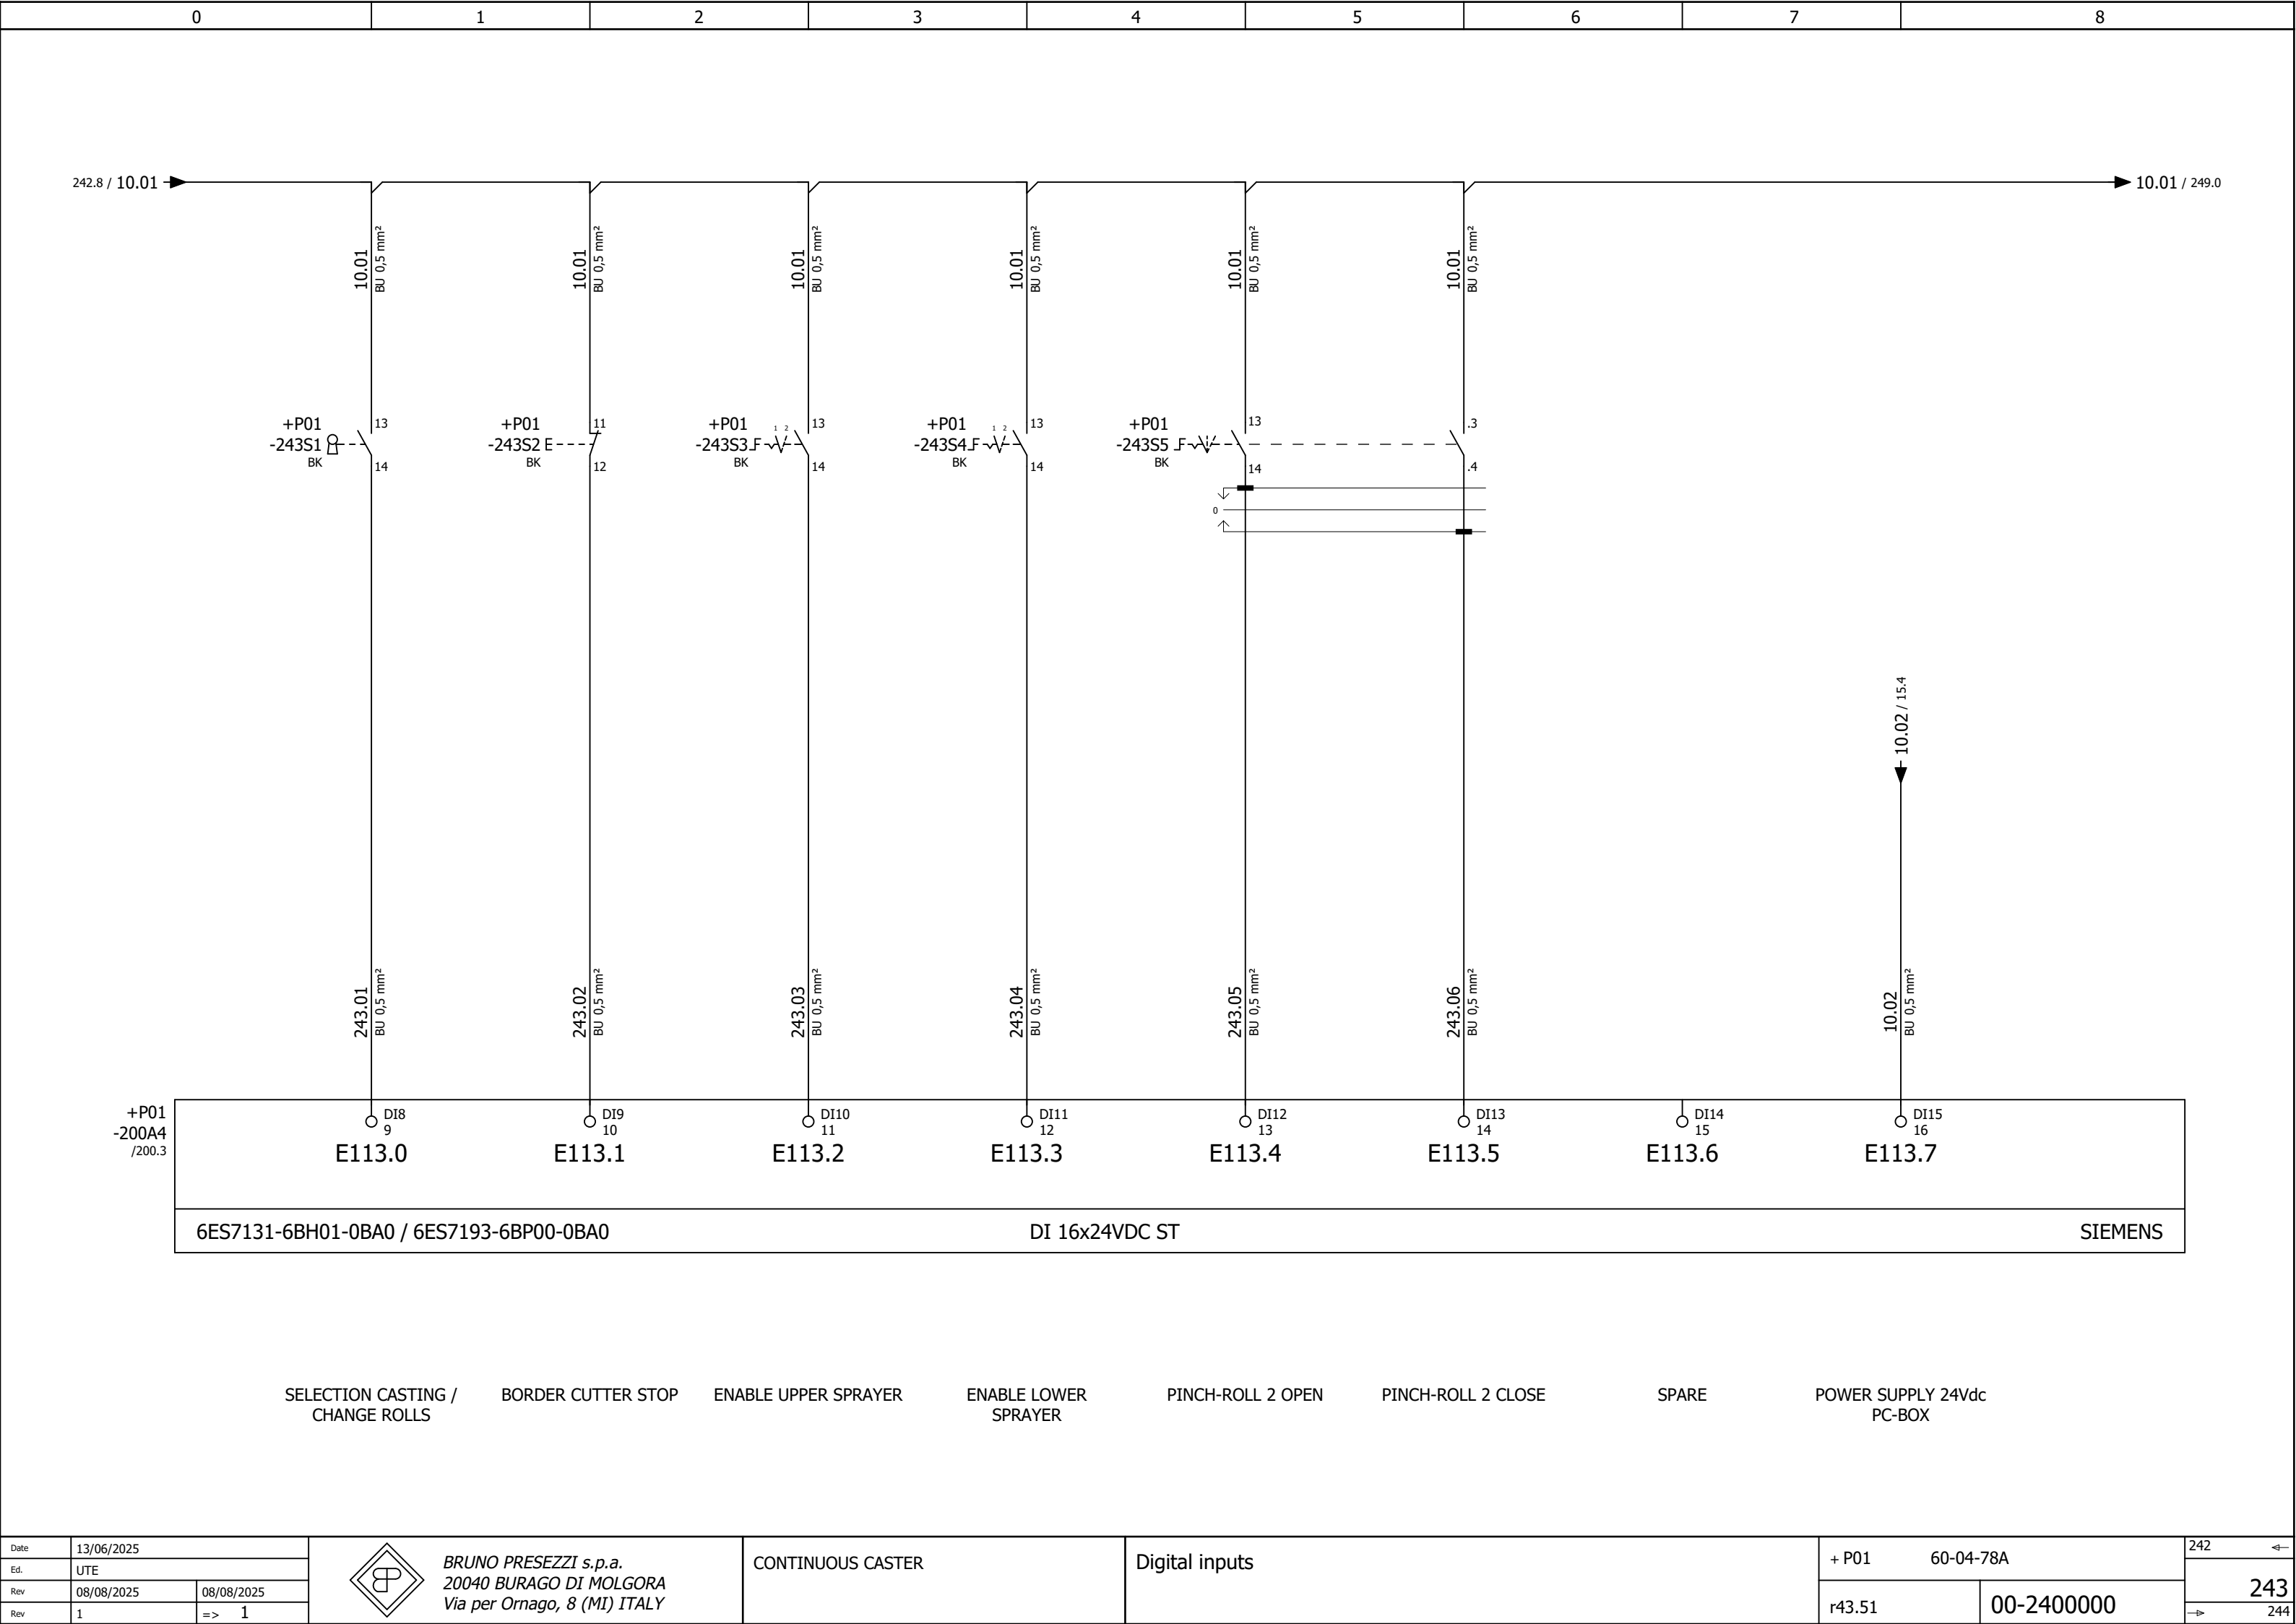 0 1 2 3 4 5 6 7 8
242.8 / 10.01
10.01 / 249.0
10.01 BU 0,5 mm²
10.01 BU 0,5 mm²
10.01 BU 0,5 mm²
10.01 BU 0,5 mm²
10.01 BU 0,5 mm²
10.01 BU 0,5 mm²
+P01 13
-243S1
BK 14
+P01 11
-243S2
BK 12
+P01 1 2 13
-243S3
BK 14
+P01 1 2 13
-243S4
BK 14
+P01 13
-243S5
BK 14
.3
.4
0
10.02 / 15.4
243.01 BU 0,5 mm²
243.02 BU 0,5 mm²
243.03 BU 0,5 mm²
243.04 BU 0,5 mm²
243.05 BU 0,5 mm²
243.06 BU 0,5 mm²
10.02 BU 0,5 mm²
+P01
-200A4
/200.3
DI8 DI9 DI10 DI11 DI12 DI13 DI14 DI15
9 10 11 12 13 14 15 16
E113.0 E113.1 E113.2 E113.3 E113.4 E113.5 E113.6 E113.7
6ES7131-6BH01-0BA0 / 6ES7193-6BP00-0BA0 DI 16x24VDC ST SIEMENS
SELECTION CASTING /
CHANGE ROLLS
BORDER CUTTER STOP
ENABLE UPPER SPRAYER
ENABLE LOWER
SPRAYER
PINCH-ROLL 2 OPEN
PINCH-ROLL 2 CLOSE
SPARE
POWER SUPPLY 24Vdc
PC-BOX
Date 13/06/2025
Ed. UTE
Rev 08/08/2025 08/08/2025
Rev 1 => 1
BRUNO PRESEZZI s.p.a.
20040 BURAGO DI MOLGORA
Via per Ornago, 8 (MI) ITALY
CONTINUOUS CASTER
Digital inputs
+ P01 60-04-78A
r43.51 00-2400000
242
243
244